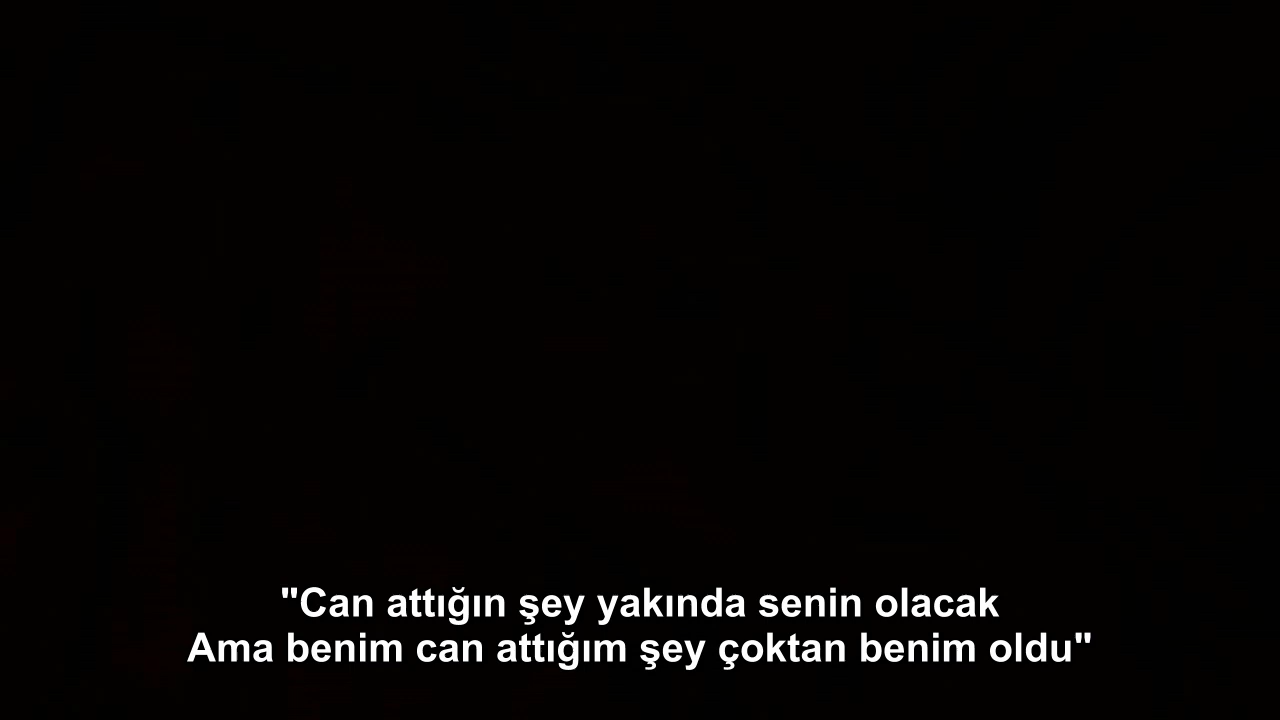 "Can attığın şey yakında senin olacak
Ama benim can attığım şey çoktan benim oldu"